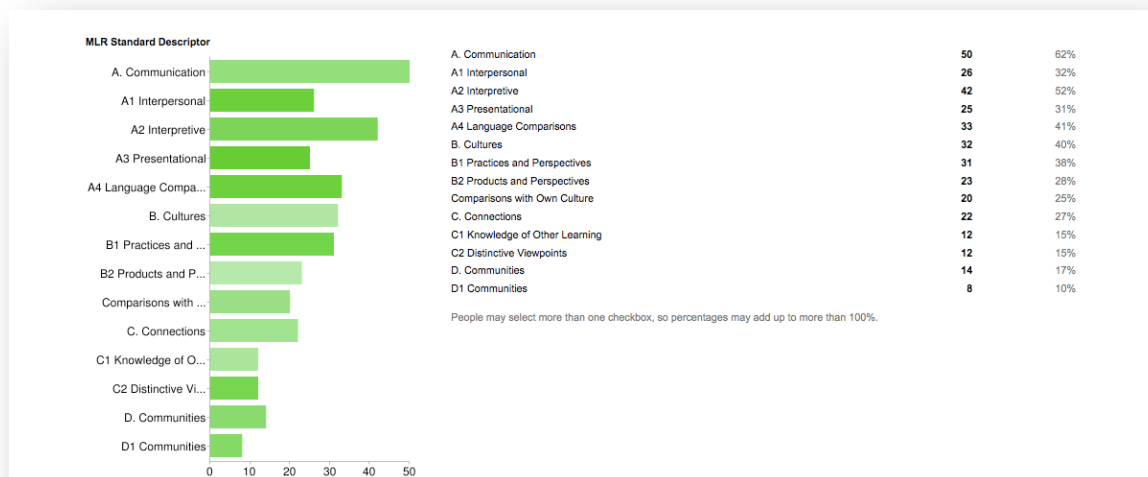 MLR Standard Descriptor
A. Communication
A1 Interpersonal
A2 Interpretive
A3 Presentational
A4 Language Compa...
B. Cultures
B1 Practices and ...
B2 Products and P...
Comparisons with ...
C. Connections
C1 Knowledge of O...
C2 Distinctive Vi...
D. Communities
D1 Communities
0 10 20 30 40 50
A. Communication 50 62%
A1 Interpersonal 26 32%
A2 Interpretive 42 52%
A3 Presentational 25 31%
A4 Language Comparisons 33 41%
B. Cultures 32 40%
B1 Practices and Perspectives 31 38%
B2 Products and Perspectives 23 28%
Comparisons with Own Culture 20 25%
C. Connections 22 27%
C1 Knowledge of Other Learning 12 15%
C2 Distinctive Viewpoints 12 15%
D. Communities 14 17%
D1 Communities 8 10%
People may select more than one checkbox, so percentages may add up to more than 100%.